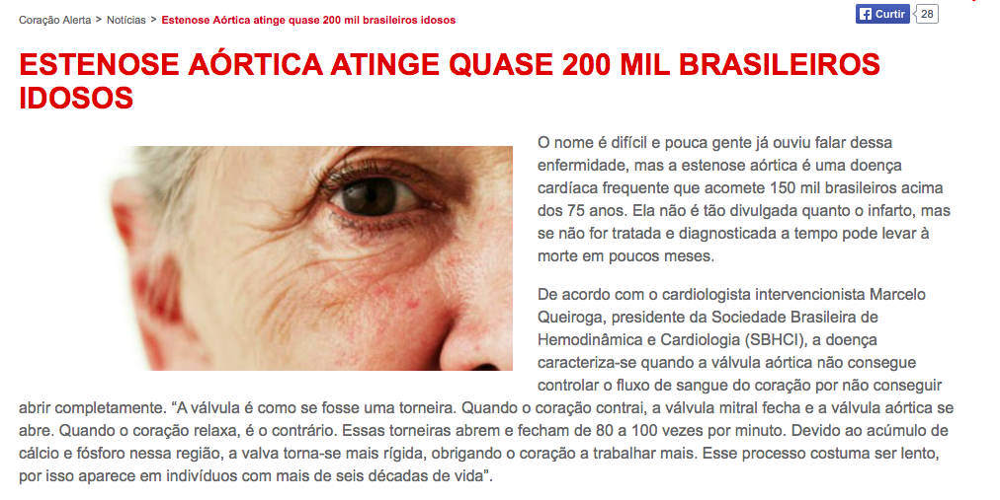 Coração Alerta > Notícias > Estenose Aórtica atinge quase 200 mil brasileiros idosos
Curtir 28
ESTENOSE AÓRTICA ATINGE QUASE 200 MIL BRASILEIROS
IDOSOS
O nome é difícil e pouca gente já ouviu falar dessa
enfermidade, mas a estenose aórtica é uma doença
cardíaca frequente que acomete 150 mil brasileiros acima
dos 75 anos. Ela não é tão divulgada quanto o infarto, mas
se não for tratada e diagnosticada a tempo pode levar à
morte em poucos meses.
De acordo com o cardiologista intervencionista Marcelo
Queiroga, presidente da Sociedade Brasileira de
Hemodinâmica e Cardiologia (SBHCI), a doença
caracteriza-se quando a válvula aórtica não consegue
controlar o fluxo de sangue do coração por não conseguir
abrir completamente. “A válvula é como se fosse uma torneira. Quando o coração contrai, a válvula mitral fecha e a válvula aórtica se
abre. Quando o coração relaxa, é o contrário. Essas torneiras abrem e fecham de 80 a 100 vezes por minuto. Devido ao acúmulo de
cálcio e fósforo nessa região, a valva torna-se mais rígida, obrigando o coração a trabalhar mais. Esse processo costuma ser lento,
por isso aparece em indivíduos com mais de seis décadas de vida”.